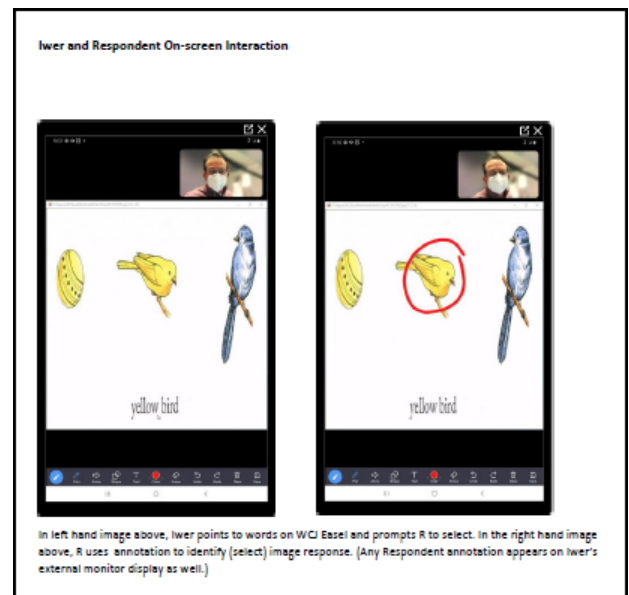 Iwer and Respondent On-screen Interaction
yellow bird
yellow bird
In left hand image above, Iwer points to words on WCJ Easel and prompts R to select. In the right hand image
above, R uses annotation to identify (select) image response. (Any Respondent annotation appears on Iwer's
external monitor display as well.)